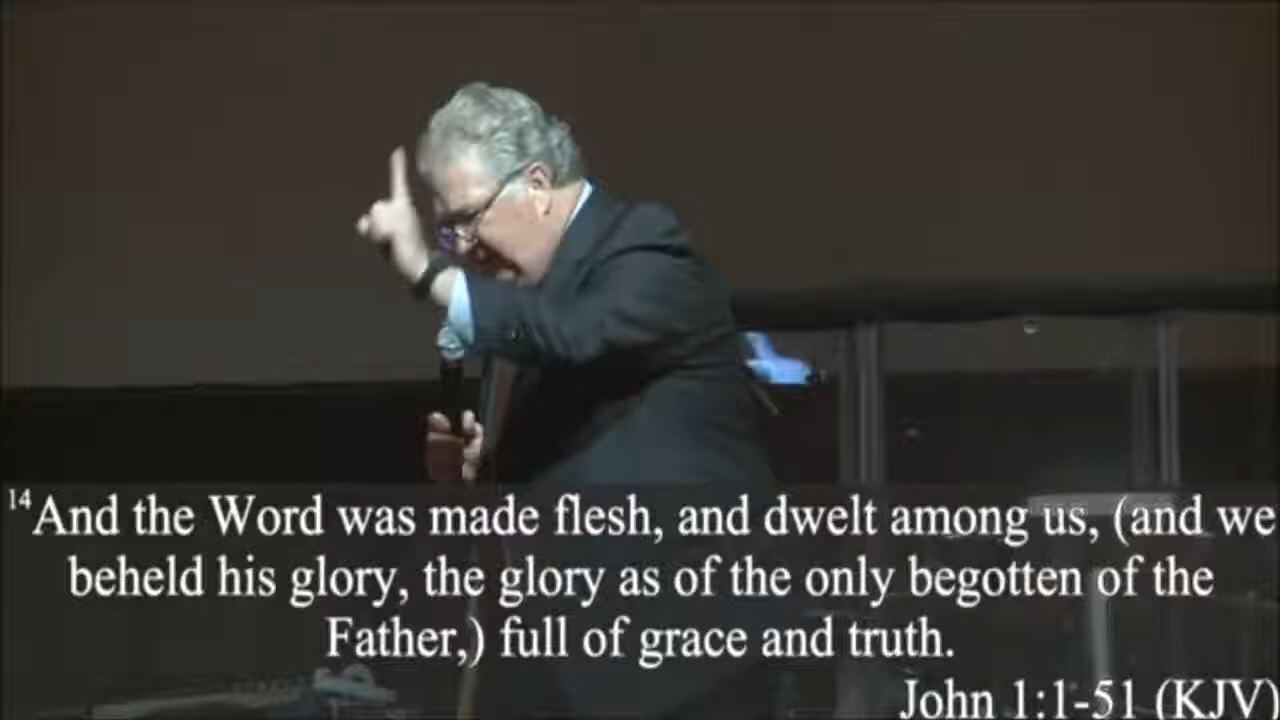 14And the Word was made flesh, and dwelt among us, (and we
beheld his glory, the glory as of the only begotten of the
Father,) full of grace and truth.
John 1:1-51 (KJV)